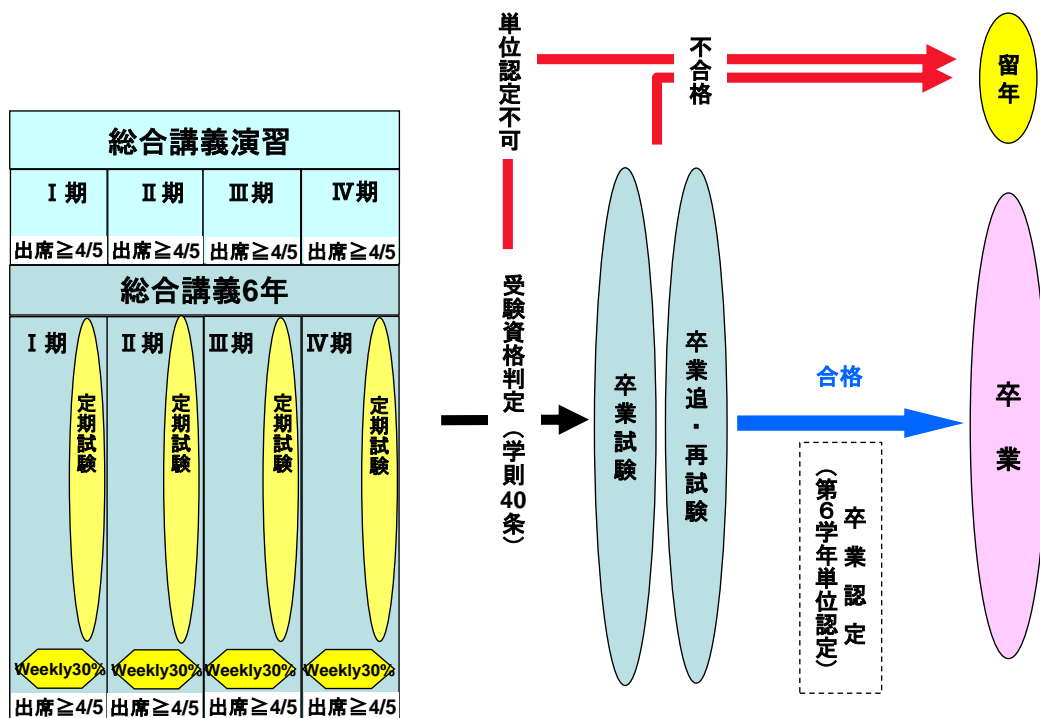 総合講義演習
Ⅰ期 Ⅱ期 Ⅲ期 Ⅳ期
出席≧4/5 出席≧4/5 出席≧4/5 出席≧4/5
総合講義6年
Ⅰ期 Ⅱ期 Ⅲ期 Ⅳ期
定期試験 定期試験 定期試験 定期試験
Weekly30% Weekly30% Weekly30% Weekly30%
出席≧4/5 出席≧4/5 出席≧4/5 出席≧4/5
単位認定不可
受験資格判定(学則40条)
不合格
卒業試験
卒業追・再試験
合格
卒業認定
(第6学年単位認定)
留年
卒業